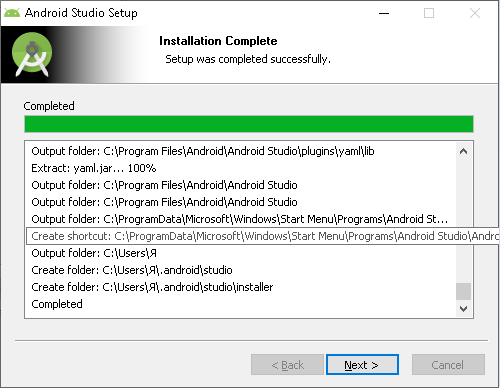 Android Studio Setup
Installation Complete
Setup was completed successfully.
Completed
Output folder: C:\Program Files\Android\Android Studio\plugins\yaml\lib
Extract: yaml.jar... 100%
Output folder: C:\Program Files\Android\Android Studio
Output folder: C:\Program Files\Android\Android Studio
Output folder: C:\ProgramData\Microsoft\Windows\Start Menu\Programs\Android St...
Create shortcut: C:\ProgramData\Microsoft\Windows\Start Menu\Programs\Android Studio\Andro
Output folder: C:\Users\Я
Create folder: C:\Users\Я\.android\studio
Create folder: C:\Users\Я\.android\studio\installer
Completed
< Back
Next >
Cancel